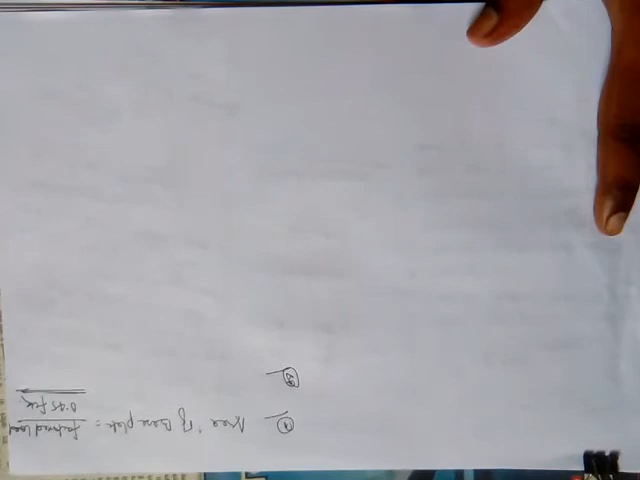 ① Area of Base plate = factored load
0.45 fck
②